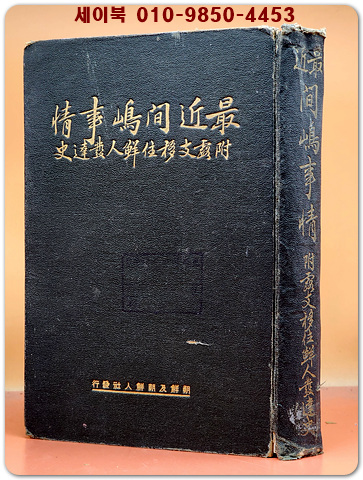 세이북 010-9850-4453
情事嶋間近最
史達發人鮮住移支露附
行發社人鮮朝及鮮朝
最近間嶋事情 附露支移住鮮人發達史